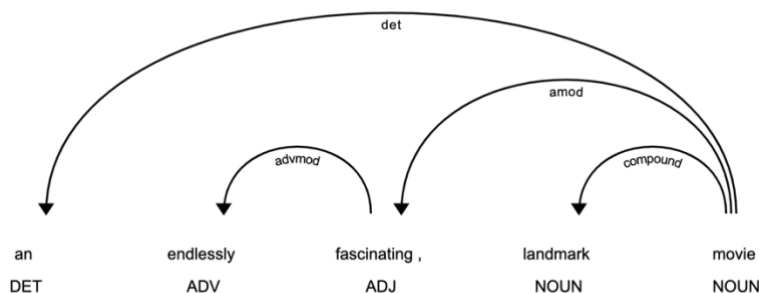 det
amod
advmod compound
an endlessly fascinating , landmark movie
DET ADV ADJ NOUN NOUN